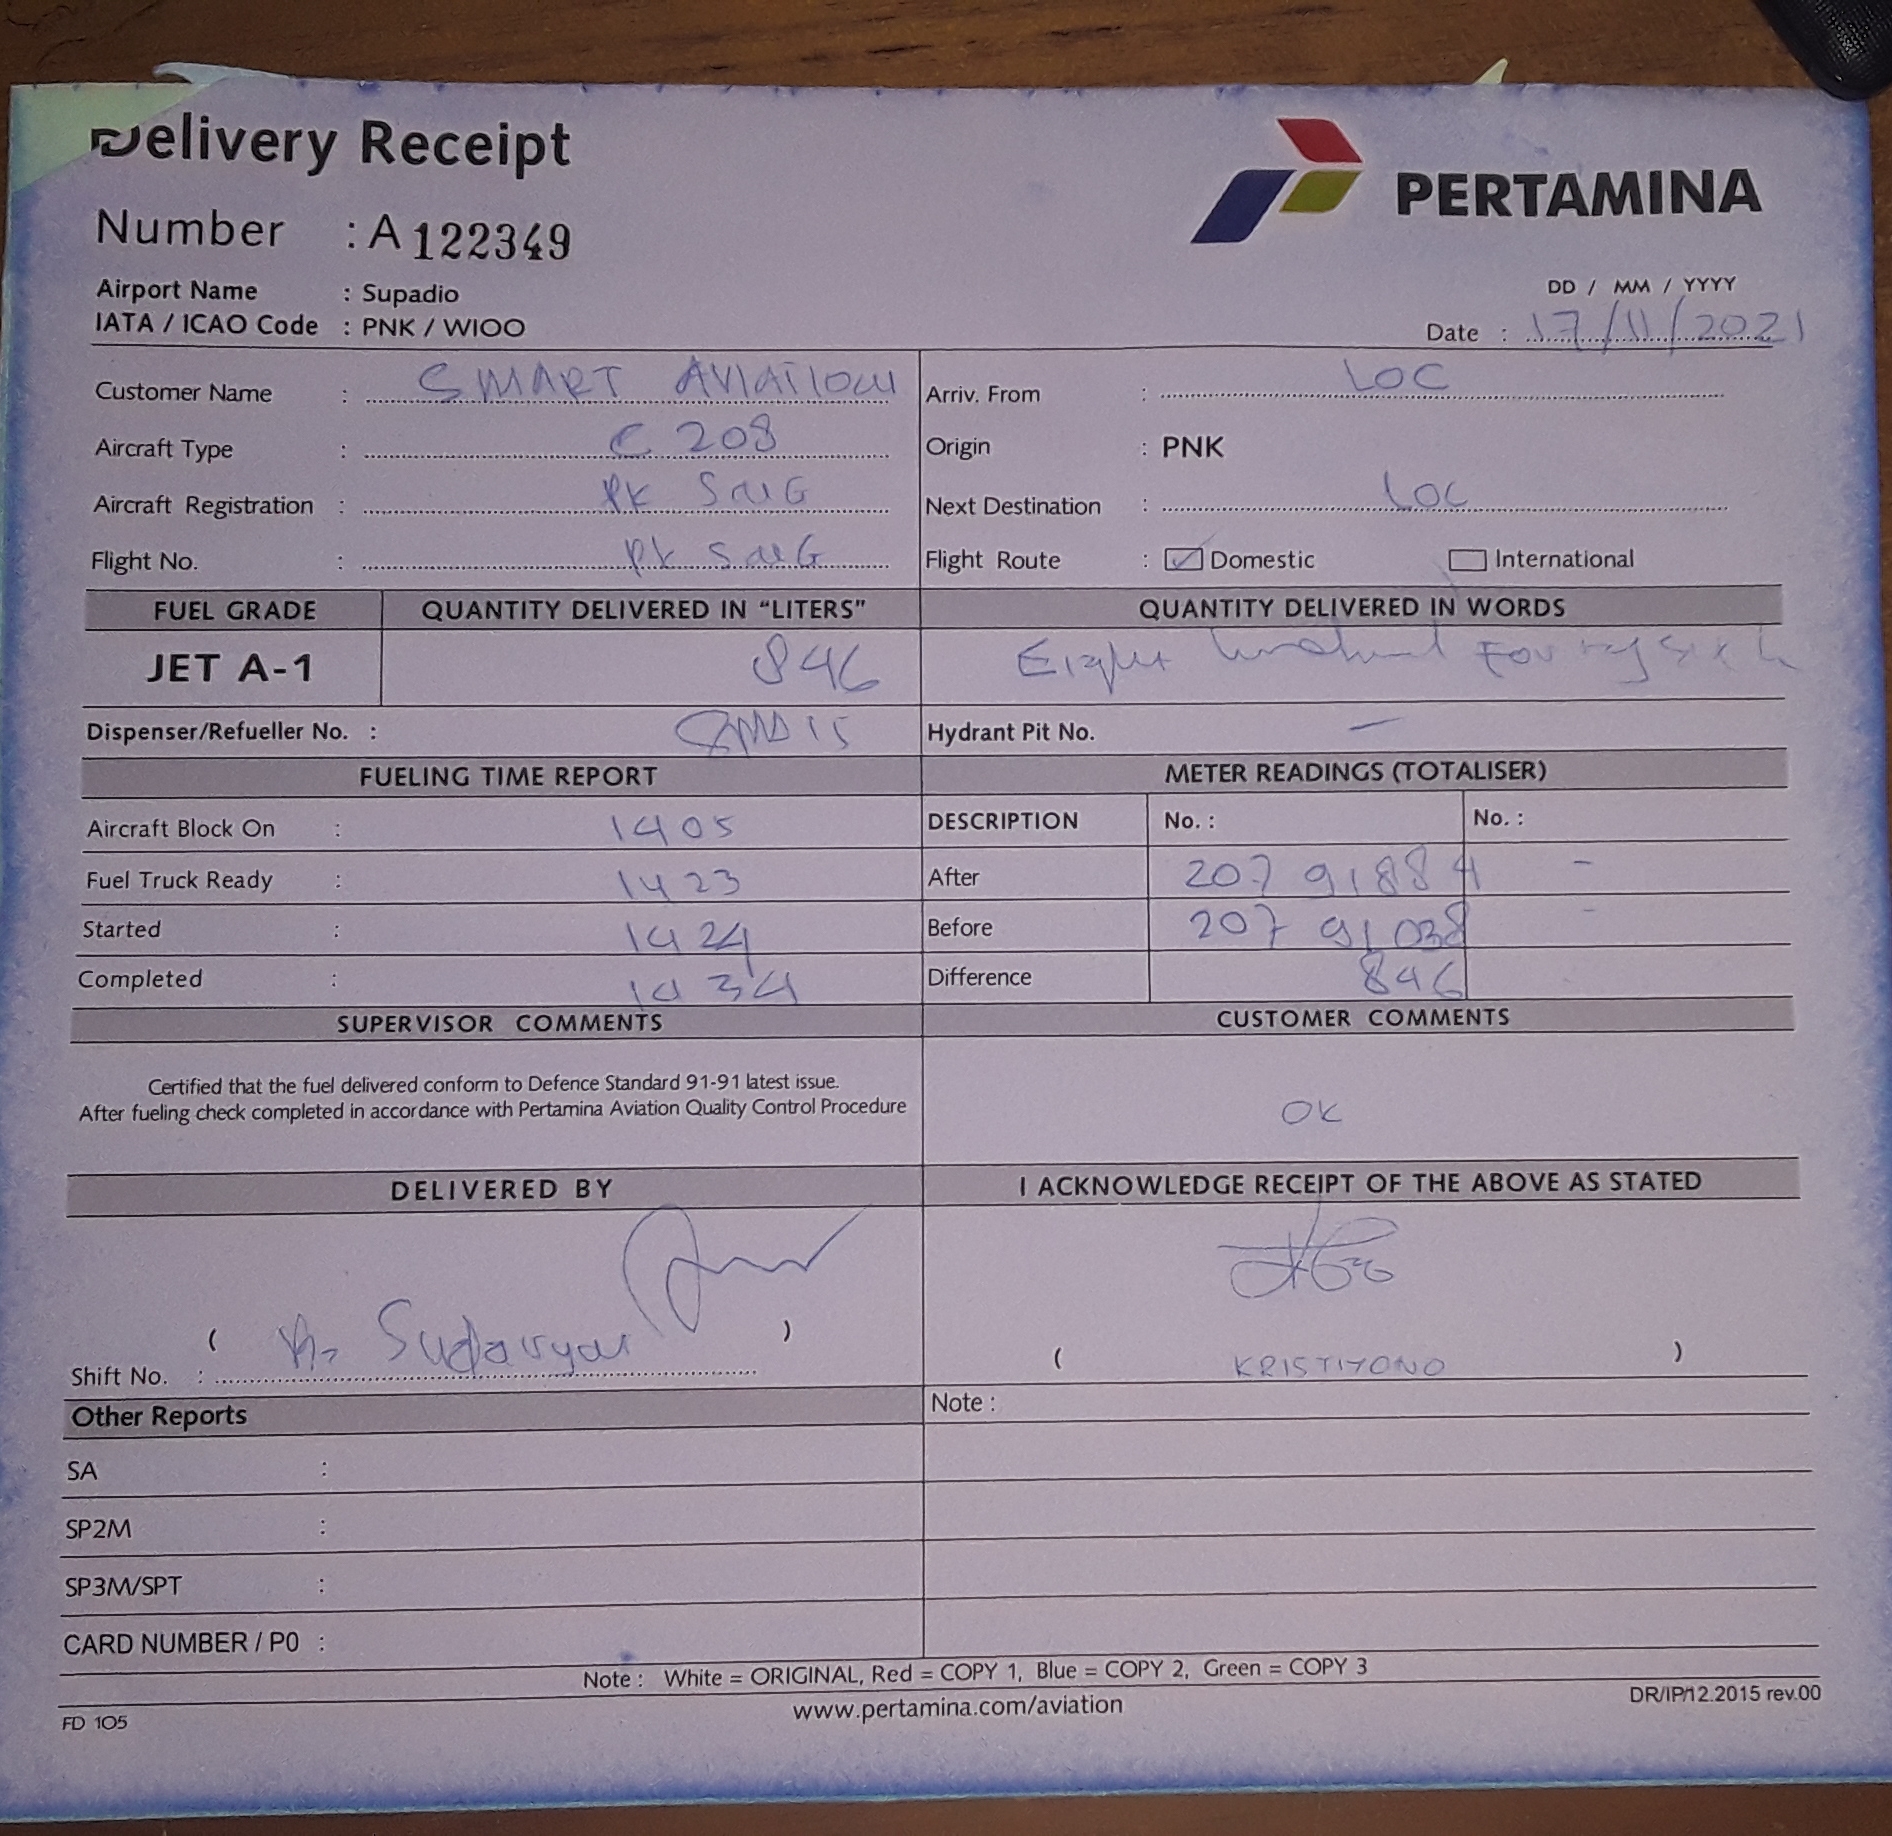 Delivery Receipt
PERTAMINA
Number : A 122349
Airport Name : Supadio
IATA / ICAO Code : PNK / WIOO
DD / MM / YYYY
Date : 17/11/2021
Customer Name : SMART AVIATION
Arriv. From : LOC
Aircraft Type : C 208
Origin : PNK
Aircraft Registration : PK
Next Destination : LOC
Flight No. : PK
Flight Route : Domestic International
FUEL GRADE QUANTITY DELIVERED IN "LITERS" QUANTITY DELIVERED IN WORDS
JET A-1 846 Eight hundred Fourty six
Dispenser/Refueller No. :
Hydrant Pit No. -
FUELING TIME REPORT METER READINGS (TOTALISER)
Aircraft Block On : 1405
DESCRIPTION No. : No. :
Fuel Truck Ready : 1423
After 207 91884 -
Started : 1424
Before 207 91038 -
Completed : 1434
Difference 846
SUPERVISOR COMMENTS CUSTOMER COMMENTS
Certified that the fuel delivered conform to Defence Standard 91-91 latest issue.
After fueling check completed in accordance with Pertamina Aviation Quality Control Procedure
OK
DELIVERED BY I ACKNOWLEDGE RECEIPT OF THE ABOVE AS STATED
( )
Shift No. :
( KRISTIYONO )
Other Reports
Note :
SA :
SP2M :
SP3M/SPT :
CARD NUMBER / P0 :
Note : White = ORIGINAL, Red = COPY 1, Blue = COPY 2, Green = COPY 3
www.pertamina.com/aviation
DR/IP/12.2015 rev.00
FD 105